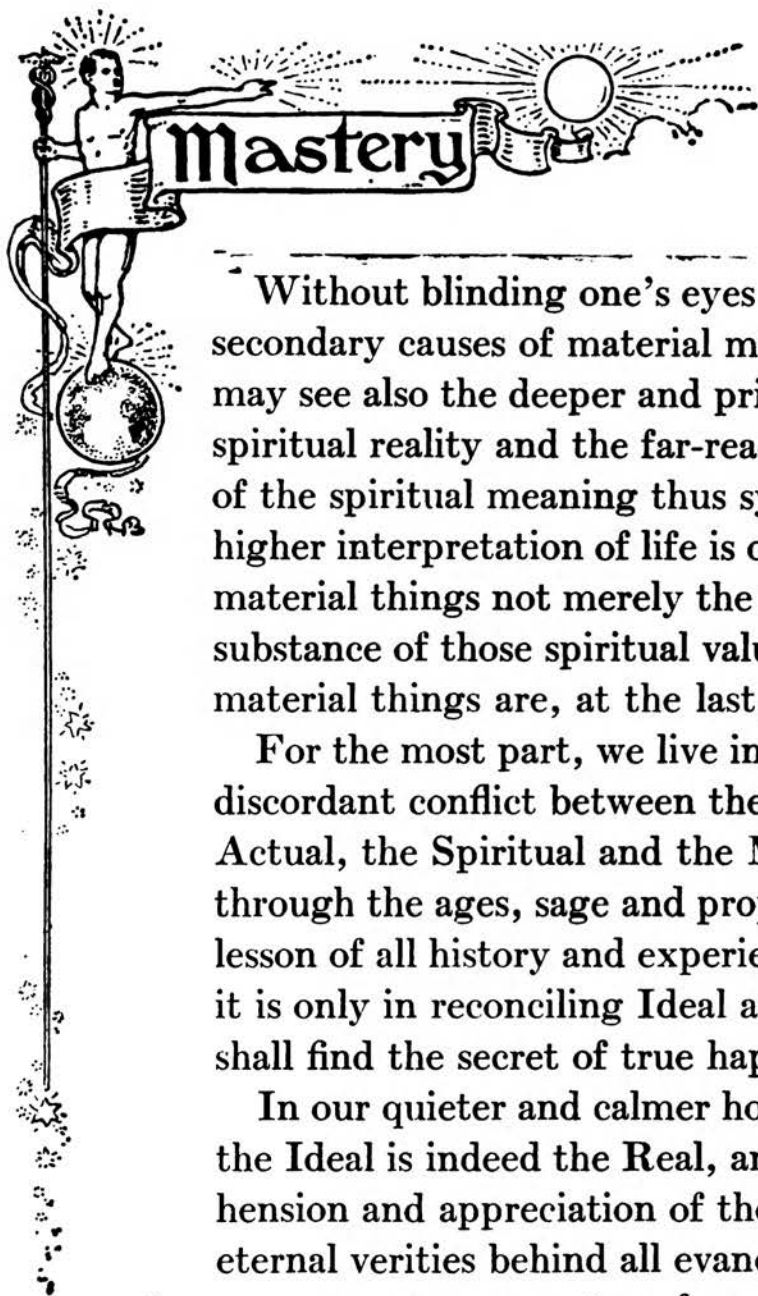 Mastery
Without blinding one's eyes
secondary causes of material m
may see also the deeper and pri
spiritual reality and the far-rea
of the spiritual meaning thus sy
higher interpretation of life is o
material things not merely the
substance of those spiritual valu
material things are, at the last
For the most part, we live in
discordant conflict between the
Actual, the Spiritual and the
through the ages, sage and prop
lesson of all history and experie
it is only in reconciling Ideal a
shall find the secret of true hap
In our quieter and calmer ho
the Ideal is indeed the Real, an
hension and appreciation of the
eternal verities behind all evane